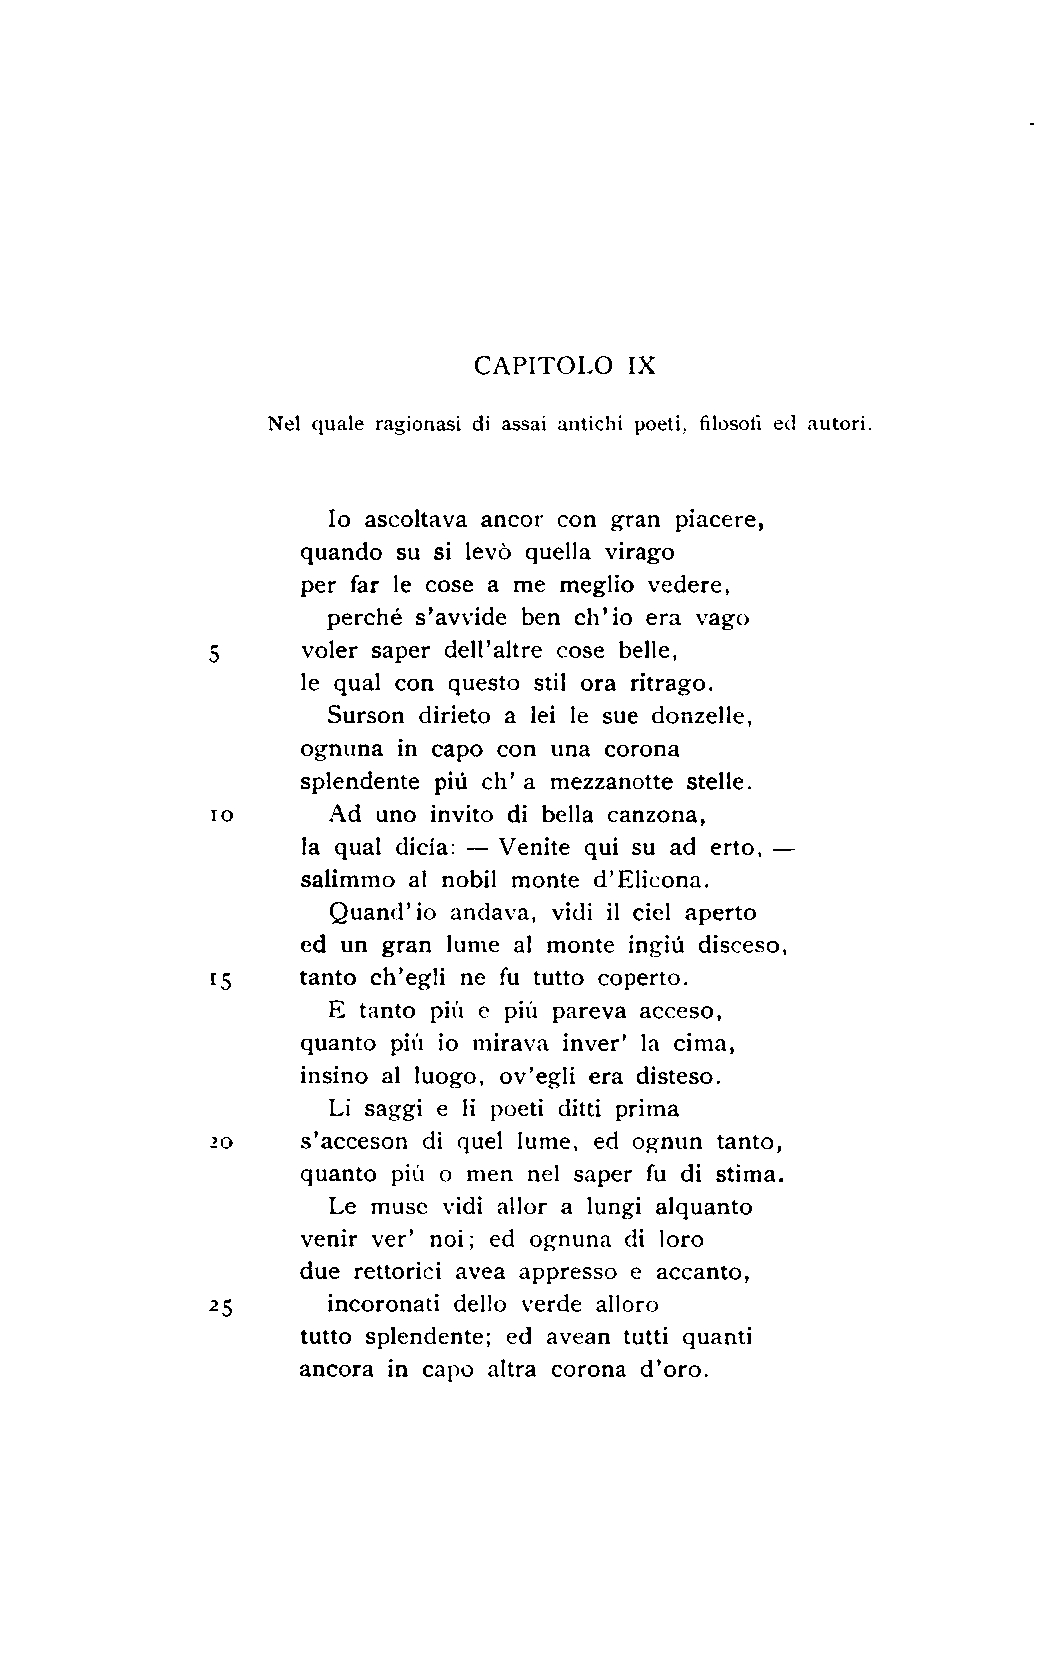 CAPITOLO IX
Nel quale ragionasi di assai antichi poeti, filosofi ed autori.
Io ascoltava ancor con gran piacere,
quando su si levò quella virago
per far le cose a me meglio vedere,
perché s'avvide ben ch'io era vago
5 voler saper dell'altre cose belle,
le qual con questo stil ora ritrago.
Surson dirieto a lei le sue donzelle,
ognuna in capo con una corona
splendente piú ch' a mezzanotte stelle.
10 Ad uno invito di bella canzona,
la qual dicía: — Venite qui su ad erto, —
salimmo al nobil monte d'Elicona.
Quand'io andava, vidi il ciel aperto
ed un gran lume al monte ingiú disceso,
15 tanto ch'egli ne fu tutto coperto.
E tanto piú e piú pareva acceso,
quanto piú io mirava inver' la cima,
insino al luogo, ov'egli era disteso.
Li saggi e li poeti ditti prima
20 s'acceson di quel lume, ed ognun tanto,
quanto piú o men nel saper fu di stima.
Le muse vidi allor a lungi alquanto
venir ver' noi; ed ognuna di loro
due rettorici avea appresso e accanto,
25 incoronati dello verde alloro
tutto splendente; ed avean tutti quanti
ancora in capo altra corona d'oro.